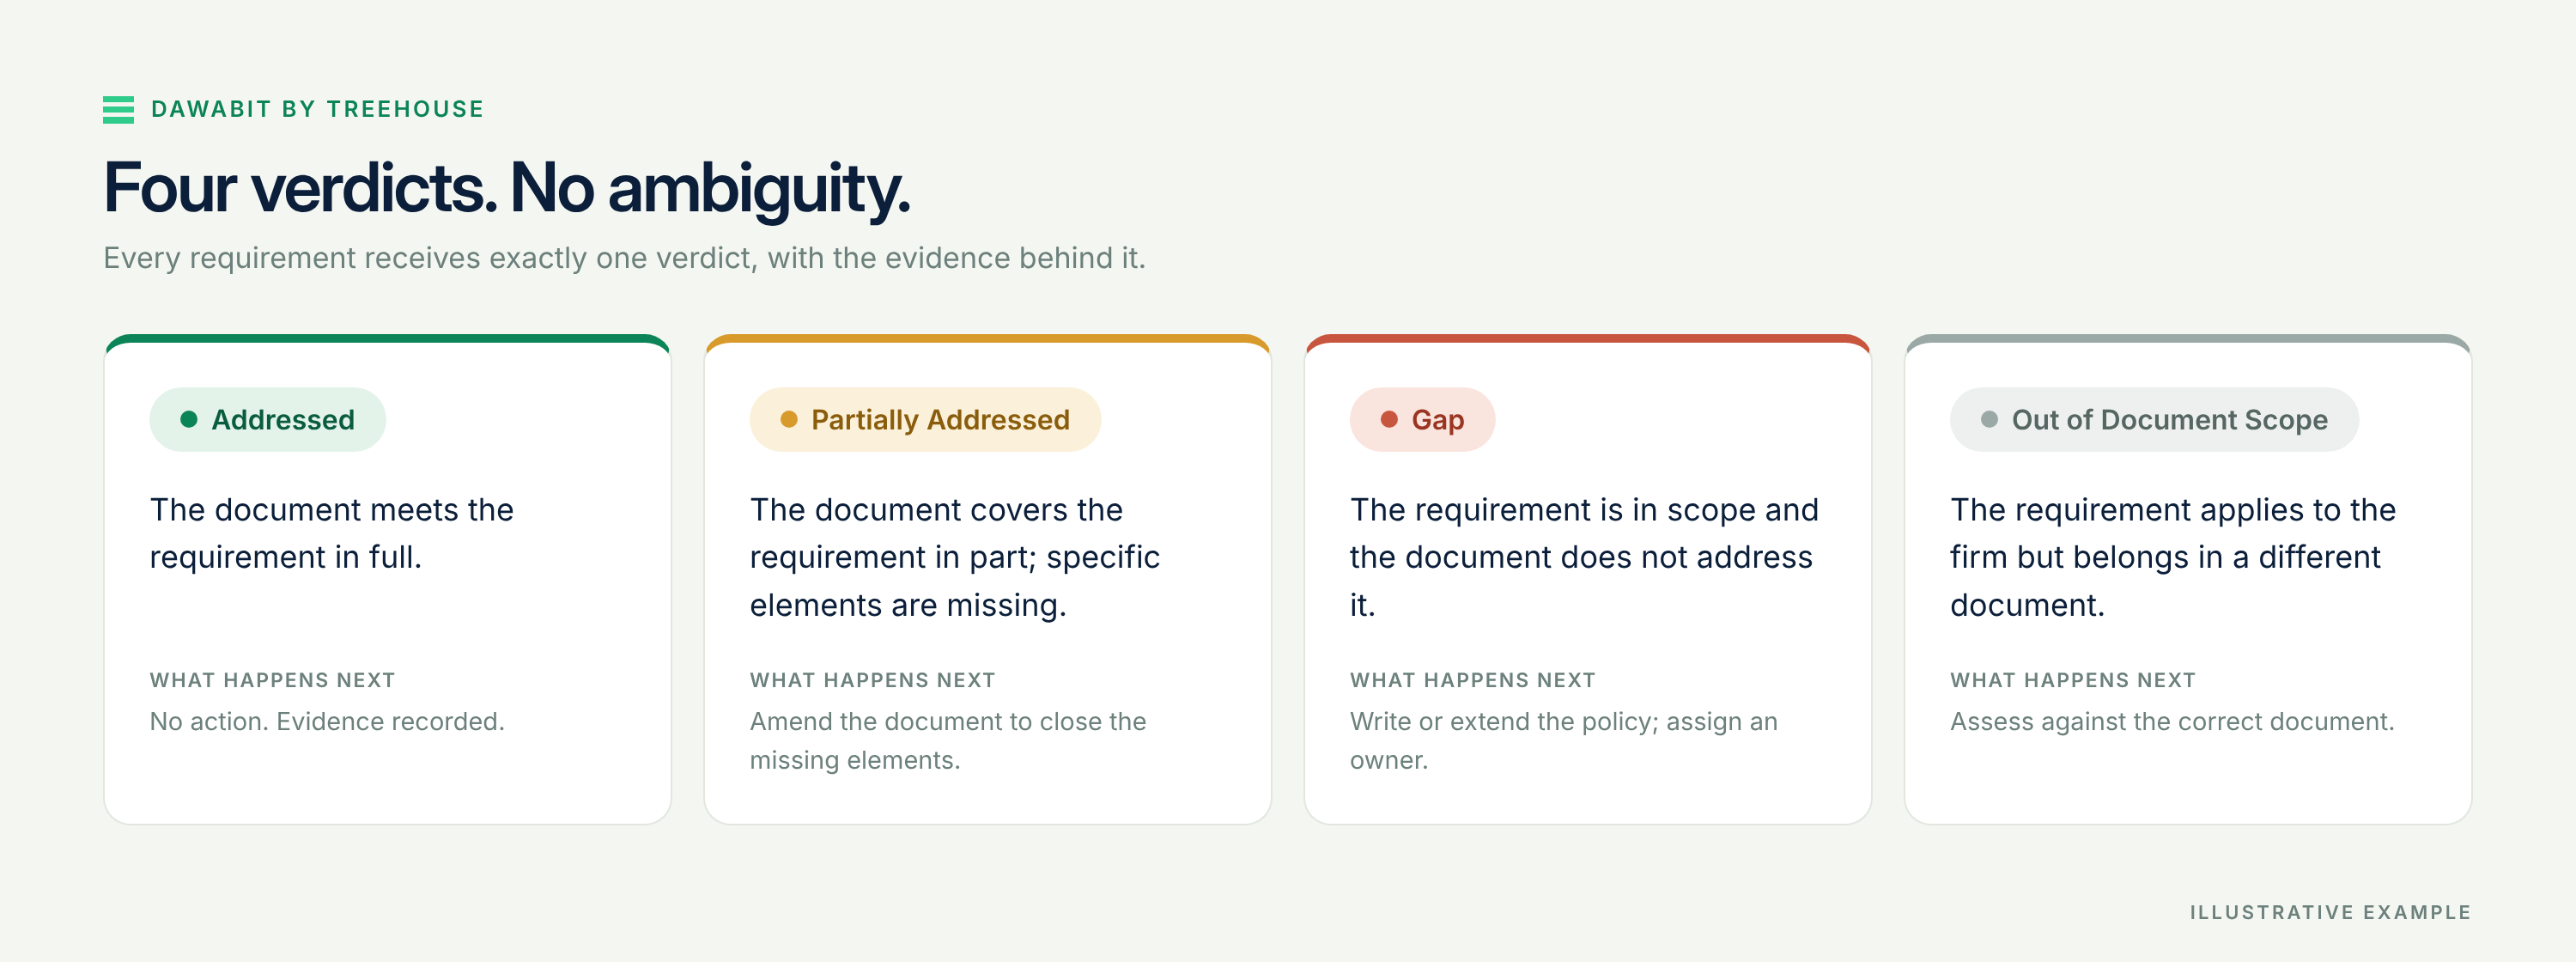 DAWABIT BY TREEHOUSE
Four verdicts. No ambiguity.
Every requirement receives exactly one verdict, with the evidence behind it.
Addressed
The document meets the
requirement in full.
WHAT HAPPENS NEXT
No action. Evidence recorded.
Partially Addressed
The document covers the
requirement in part; specific
elements are missing.
WHAT HAPPENS NEXT
Amend the document to close the
missing elements.
Gap
The requirement is in scope and
the document does not address
it.
WHAT HAPPENS NEXT
Write or extend the policy; assign an
owner.
Out of Document Scope
The requirement applies to the
firm but belongs in a different
document.
WHAT HAPPENS NEXT
Assess against the correct document.
ILLUSTRATIVE EXAMPLE